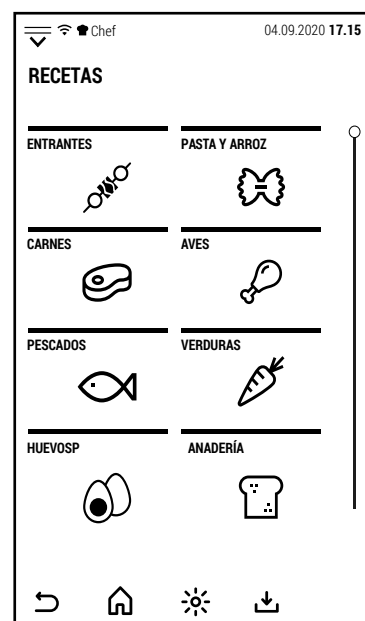 Chef 04.09.2020 17.15
RECETAS
ENTRANTES PASTA Y ARROZ
CARNES AVES
PESCADOS VERDURAS
HUEVOSP ANADERÍA